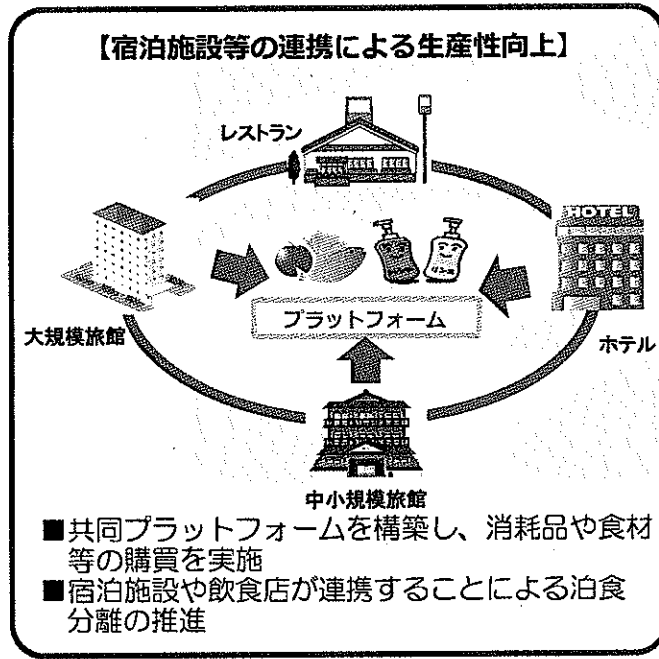 【宿泊施設等の連携による生産性向上】
レストラン
HOTEL
プラットフォーム
大規模旅館
ホテル
中小規模旅館
■共同プラットフォームを構築し、消耗品や食材
等の購買を実施
■宿泊施設や飲食店が連携することによる泊食
分離の推進